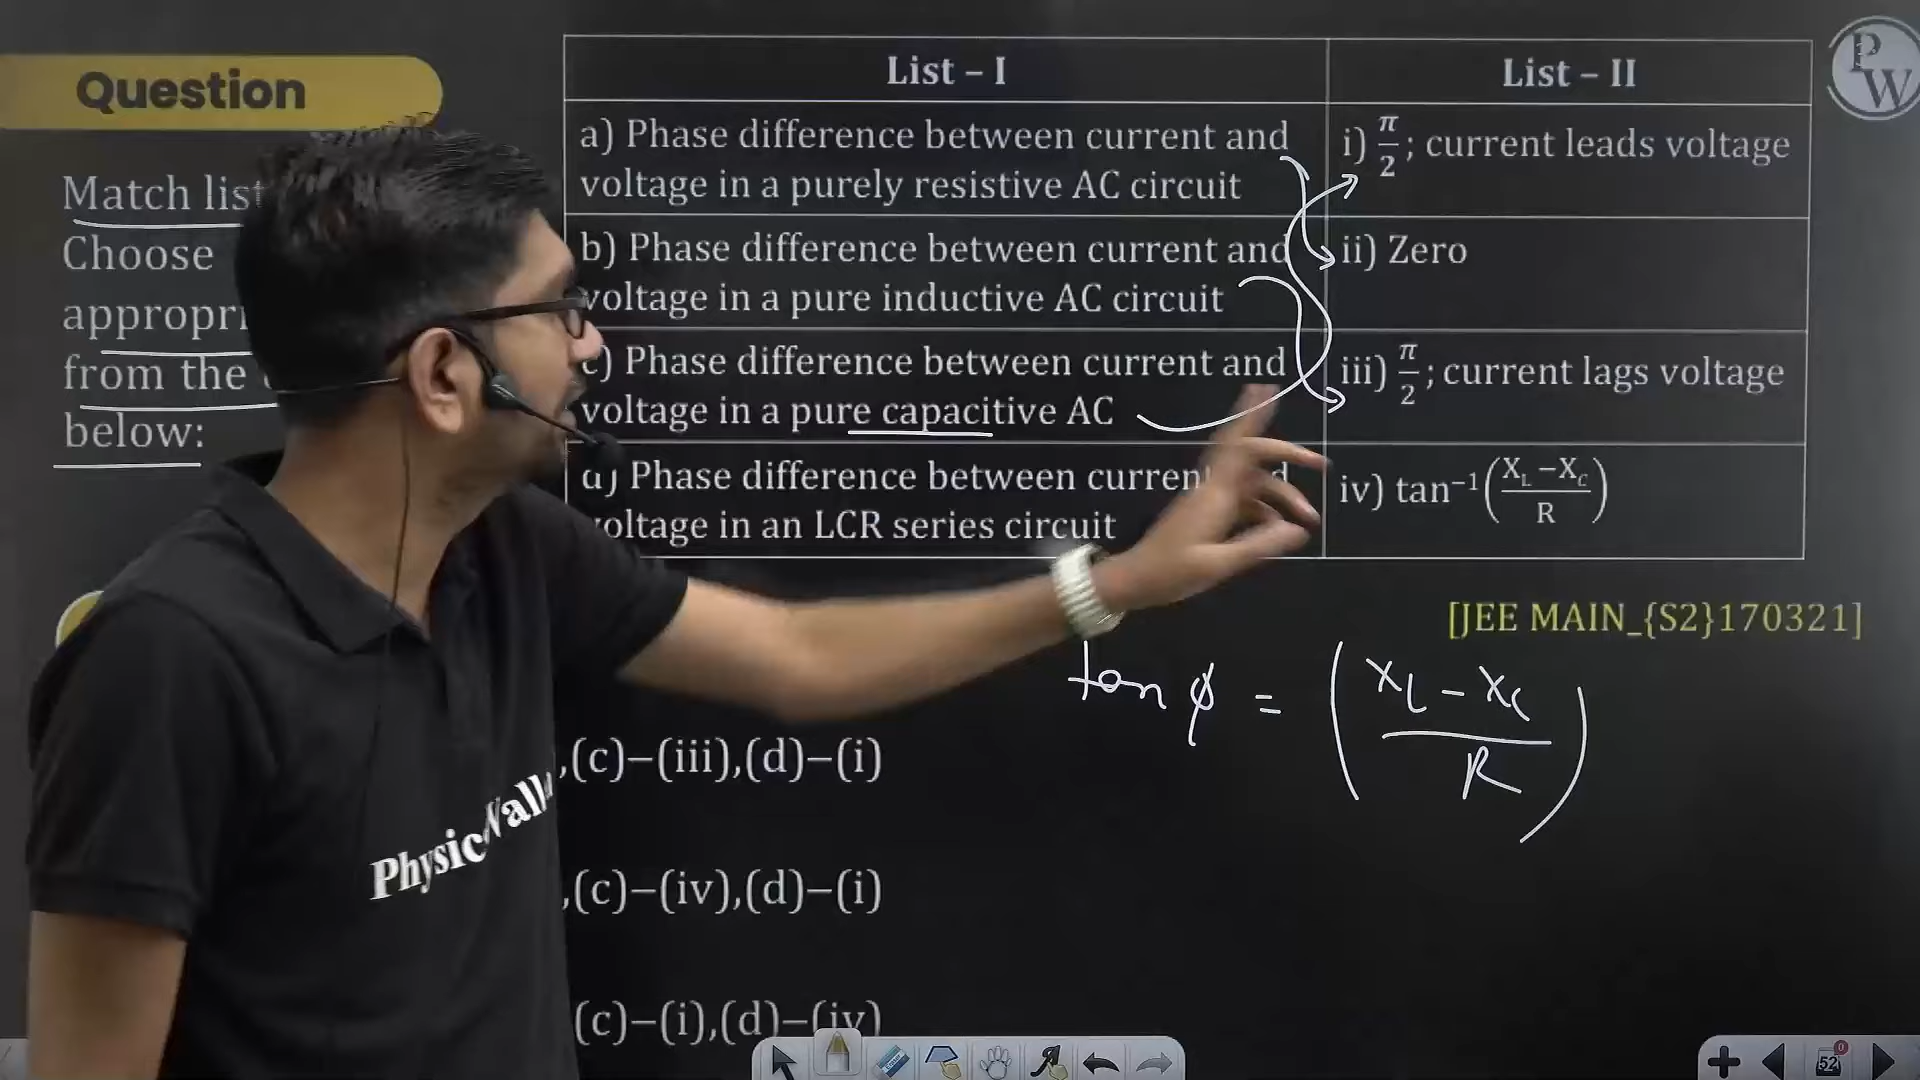 Question
Match list
Choose
appropri
from the
below:
List – I
List – II
a) Phase difference between current and
voltage in a purely resistive AC circuit
i) π/2; current leads voltage
b) Phase difference between current and
voltage in a pure inductive AC circuit
ii) Zero
c) Phase difference between current and
voltage in a pure capacitive AC
iii) π/2; current lags voltage
d) Phase difference between current
voltage in an LCR series circuit
iv) tan⁻¹((X_L – X_C)/R)
[JEE MAIN_{S2}170321]
tan ϕ = ((X_L – X_C)/R)
,(c)–(iii),(d)–(i)
,(c)–(iv),(d)–(i)
(c)–(i),(d)–(iv)
PhysicsWallah
PW
52
0